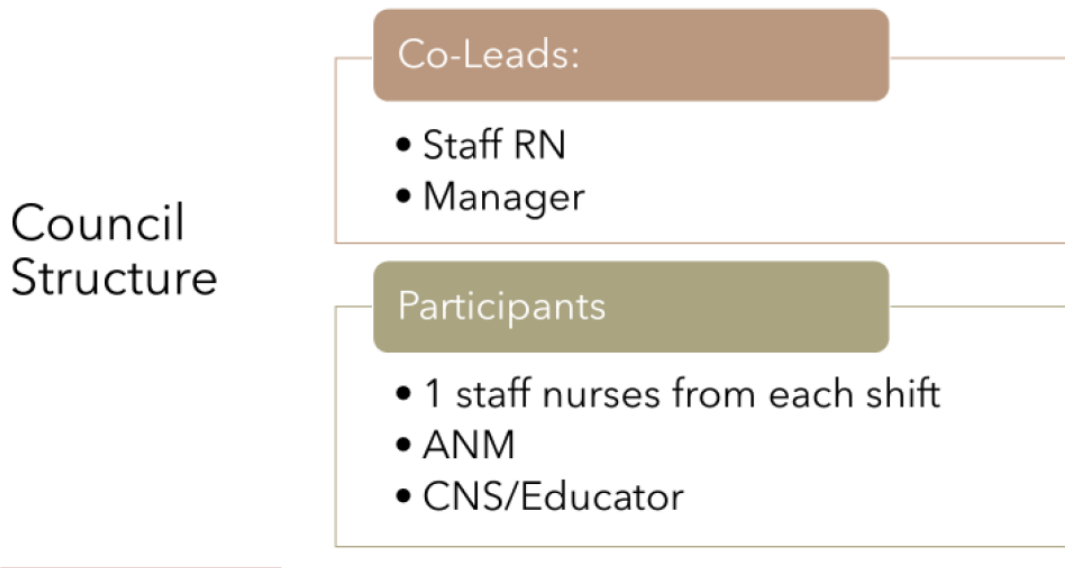 Council
Structure
Co-Leads:
• Staff RN
• Manager
Participants
• 1 staff nurses from each shift
• ANM
• CNS/Educator